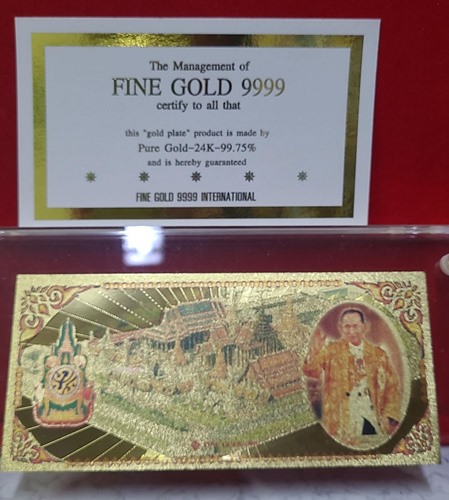 The Management of
FINE GOLD 9999
certify to all that
this "gold plate" product is made by
Pure Gold-24K-99.75%
and is hereby guaranteed
FINE GOLD 9999 INTERNATIONAL